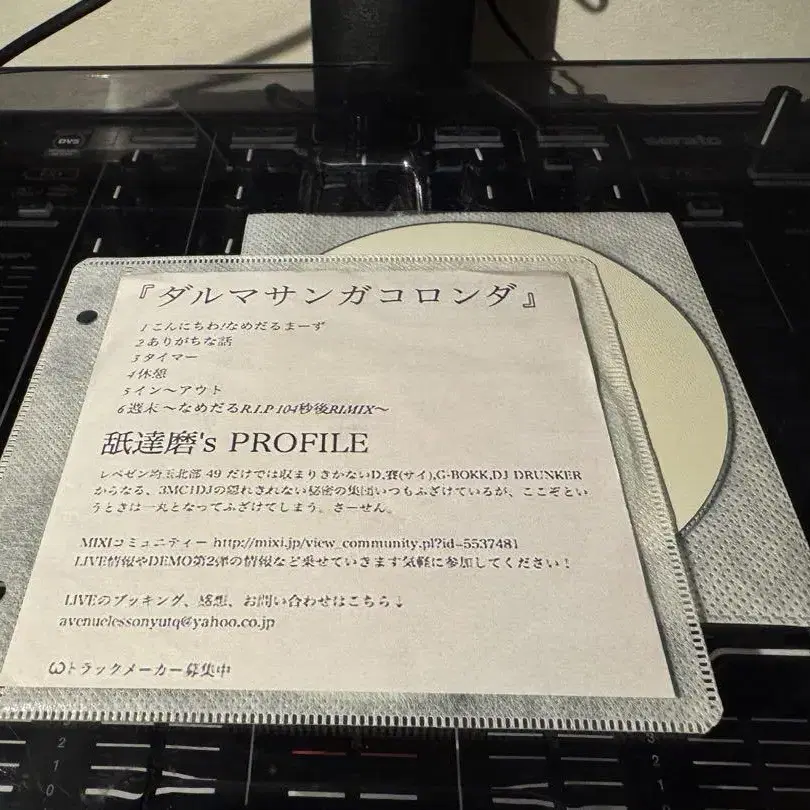 DVS
serato
『ダルマサンガコロンダ』
1 こんにちわ!なめだるまーず
2 ありがちな話
3 タイマー
4 休憩
5 イン〜アウト
6 週末 〜なめだるR.I.P 104秒後RIMIX〜
舐達磨's PROFILE
レペゼン埼玉北部 49 だけでは収まりきかないD,賽(サイ),G-BOKK,DJ DRUNKER
からなる、3MC1DJの隠れきれない秘密の集団いつもふざけているが、ここぞとい
うときは一丸となってふざけてしまう。さーせん。
MIXIコミュニティー http://mixi.jp/view_community.pl?id=5537481
LIVE情報やDEMO第2弾の情報など乗せていきます気軽に参加してください！
LIVEのブッキング、感想、お問い合わせはこちら↓
avenuelessonyutq@yahoo.co.jp
ωトラックメーカー募集中
2
1
0
3
2
1
0